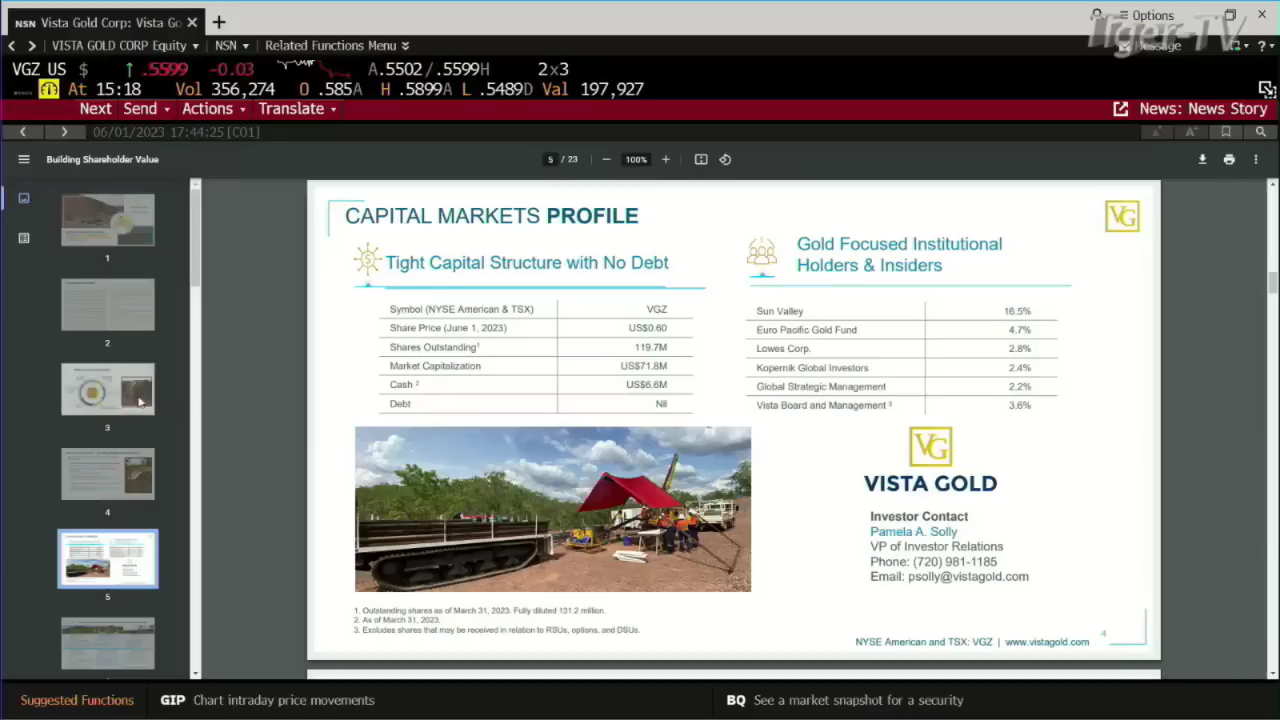 NSN Vista Gold Corp: Vista Go
Options
Tiger-TV
VISTA GOLD CORP Equity NSN Related Functions Menu
Message
VGZ US $ .5599 -0.03 A.5502/.5599H 2x3
At 15:18 Vol 356,274 O .585A H .5899A L .5489D Val 197,927
Next Send Actions Translate News: News Story
06/01/2023 17:44:25 [C01]
Building Shareholder Value 5 / 23 100%
1
2
3
4
5
CAPITAL MARKETS PROFILE
VG
Tight Capital Structure with No Debt
Symbol (NYSE American & TSX) VGZ
Share Price (June 1, 2023) US$0.60
Shares Outstanding1 119.7M
Market Capitalization US$71.8M
Cash 2 US$6.6M
Debt Nil
Gold Focused Institutional
Holders & Insiders
Sun Valley 16.5%
Euro Pacific Gold Fund 4.7%
Lowes Corp. 2.8%
Kopernik Global Investors 2.4%
Global Strategic Management 2.2%
Vista Board and Management 3 3.6%
VG
VISTA GOLD
Investor Contact
Pamela A. Solly
VP of Investor Relations
Phone: (720) 981-1185
Email: psolly@vistagold.com
1. Outstanding shares as of March 31, 2023. Fully diluted 131.2 million.
2. As of March 31, 2023.
3. Excludes shares that may be received in relation to RSUs, options, and DSUs.
4
NYSE American and TSX: VGZ | www.vistagold.com
Suggested Functions GIP Chart intraday price movements BQ See a market snapshot for a security